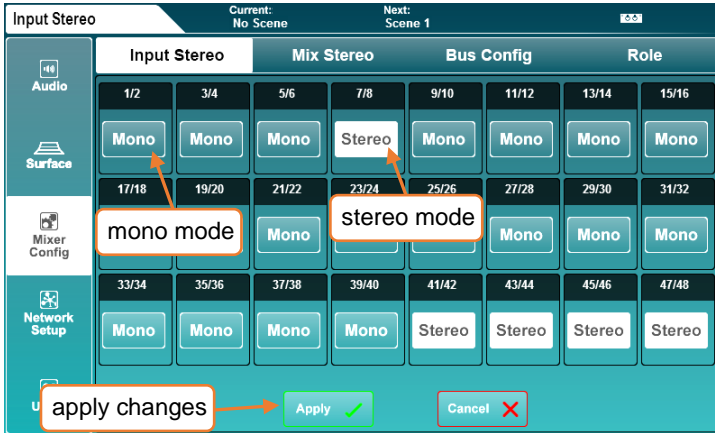 Input Stereo
Current:
No Scene
Next:
Scene 1
Audio
Surface
Mixer
Config
Network
Setup
U
Input Stereo Mix Stereo Bus Config Role
1/2 3/4 5/6 7/8 9/10 11/12 13/14 15/16
Mono Mono Mono Stereo Mono Mono Mono Mono
17/18 19/20 21/22 23/24 25/26 27/28 29/30 31/32
mono mode
stereo mode
Mono Mono Mono Mono
33/34 35/36 37/38 39/40 41/42 43/44 45/46 47/48
Mono Mono Mono Mono Stereo Stereo Stereo Stereo
apply changes
Apply Cancel